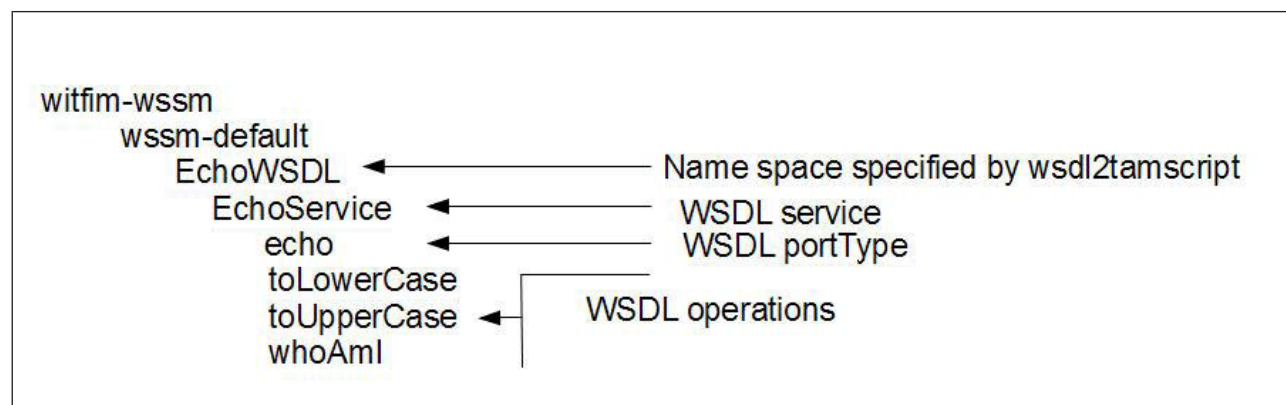 witfim-wssm
wssm-default
EchoWSDL Name space specified by wsdl2tamscript
EchoService WSDL service
echo WSDL portType
toLowerCase
toUpperCase WSDL operations
whoAmI